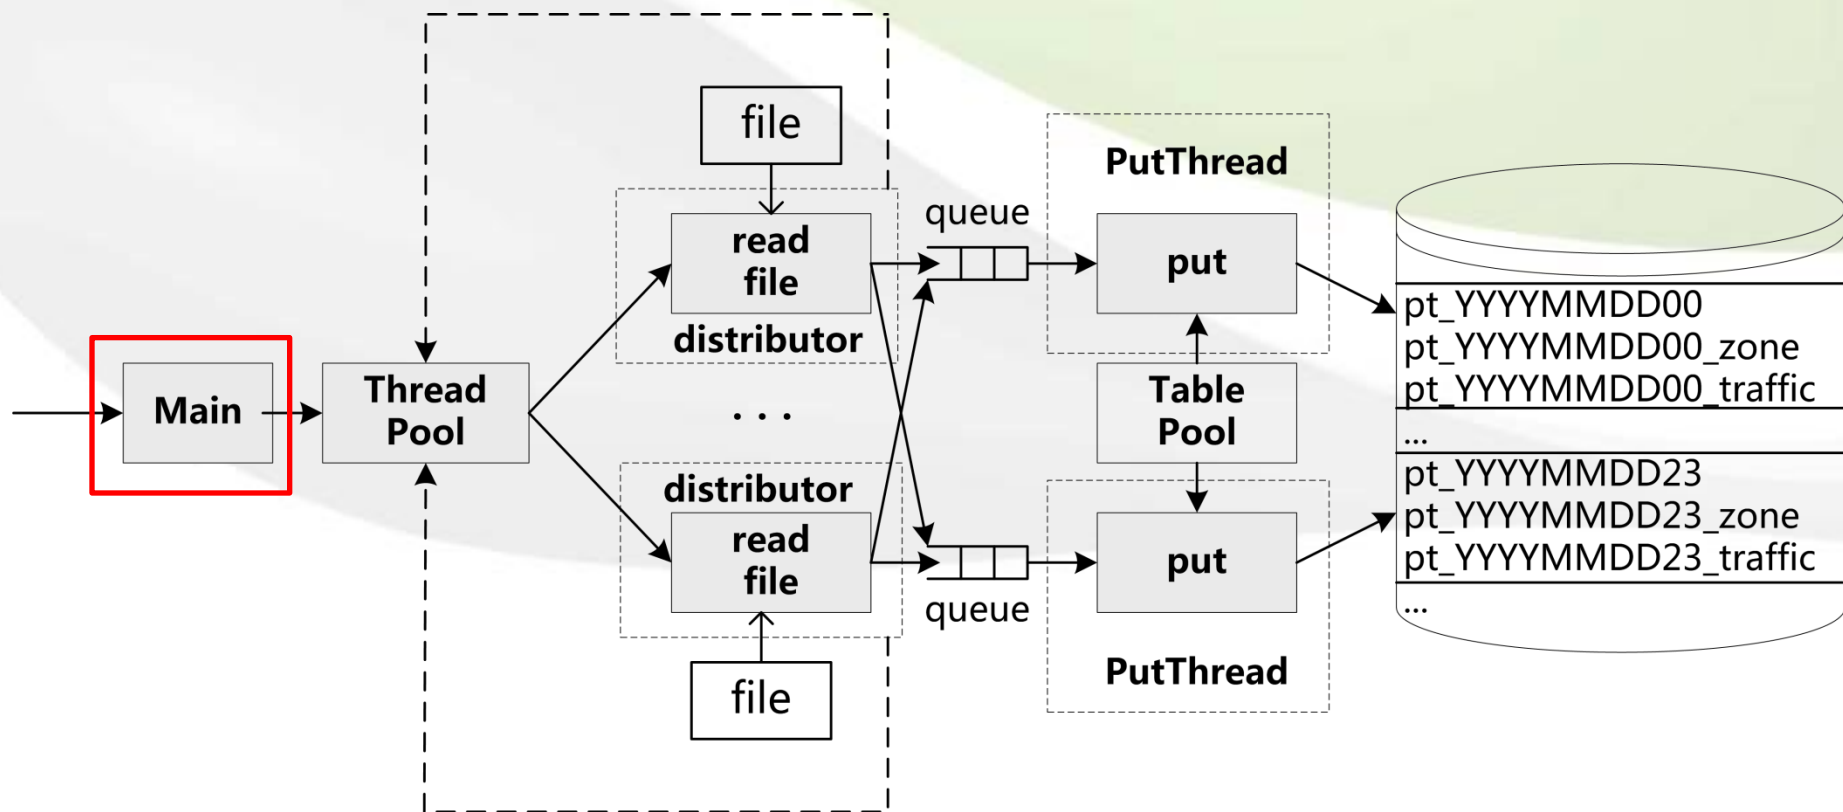 file
PutThread
queue
read
file
put
distributor
pt_YYYYMMDD00
pt_YYYYMMDD00_zone
pt_YYYYMMDD00_traffic
Main
Thread
Pool
. . .
Table
Pool
...
distributor
pt_YYYYMMDD23
pt_YYYYMMDD23_zone
pt_YYYYMMDD23_traffic
read
file
put
queue
...
PutThread
file